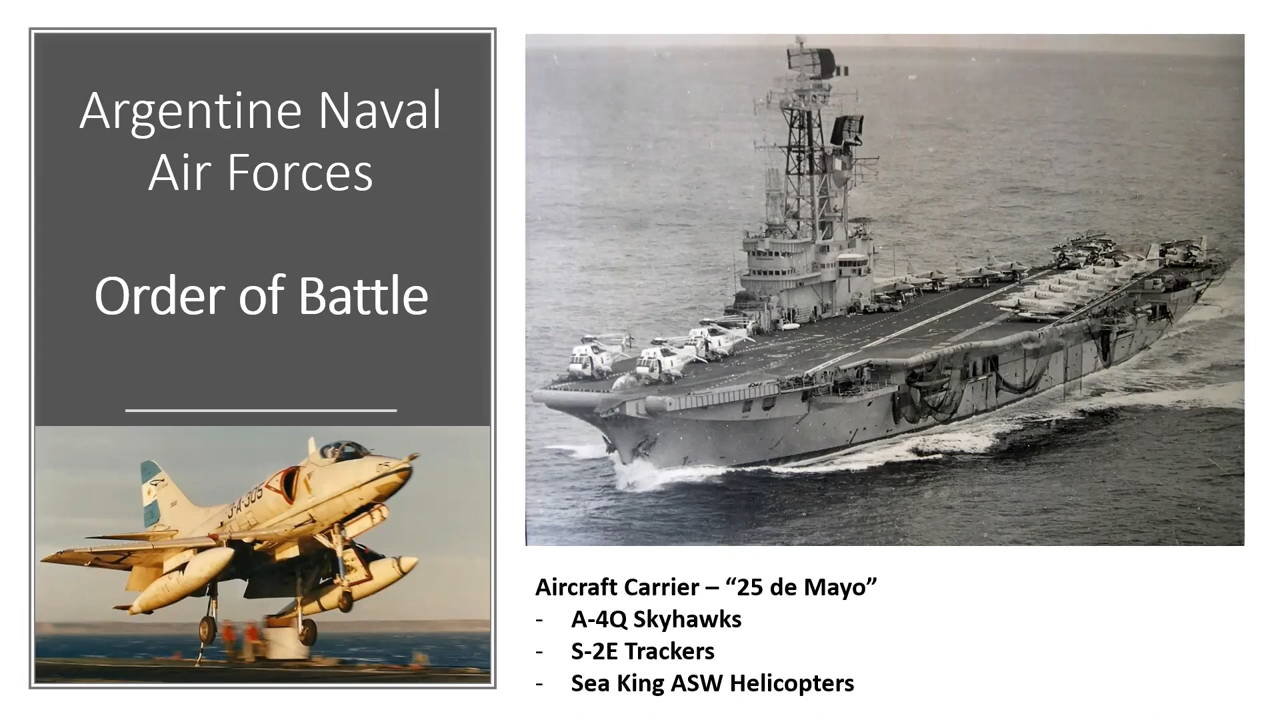 Argentine Naval
Air Forces
Order of Battle
3-A-305
Aircraft Carrier – “25 de Mayo”
- A-4Q Skyhawks
- S-2E Trackers
- Sea King ASW Helicopters